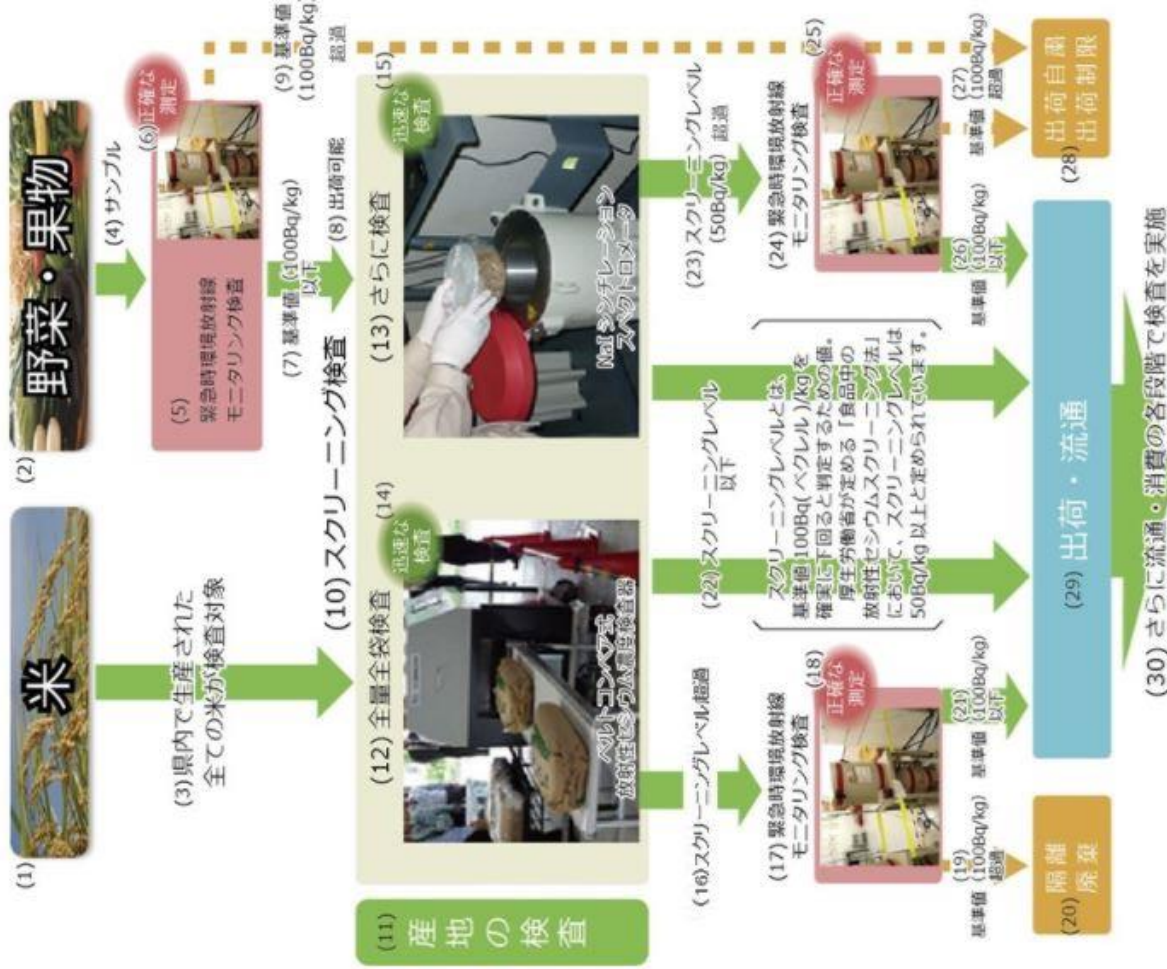 (1)
米
(2)
野菜・果物
(3)県内で生産された
全ての米が検査対象
(4) サンプル
(5)
緊急時環境放射線
モニタリング検査
(6)
正確な
測定
(7) 基準値 (100Bq/kg)
以下
(8) 出荷可能
(9) 基準値
(100Bq/kg)
超過
(10) スクリーニング検査
(11)
産地の検査
(12) 全量全袋検査
(14)
迅速な
検査
ベルトコンベア式
放射性セシウム濃度検査器
(13) さらに検査
(15)
迅速な
検査
NaI シンチレーション
スペクトロメータ
(16)スクリーニングレベル超過
(17) 緊急時環境放射線
モニタリング検査
(18)
正確な
測定
(19)
基準値 (100Bq/kg)
超過
(20)
隔離
廃棄
(21)
基準値 (100Bq/kg)
以下
(22) スクリーニングレベル
以下
スクリーニングレベルとは、
基準値 100Bq( ベクレル )/kg を
確実に下回ると判定するための値。
厚生労働省が定める「食品中の
放射性セシウムスクリーニング法」
において、スクリーニングレベルは
50Bq/kg 以上と定められています。
(23) スクリーニングレベル
(50Bq/kg) 超過
(24) 緊急時環境放射線
モニタリング検査
(25)
正確な
測定
(26)
基準値 (100Bq/kg)
以下
(27)
基準値 (100Bq/kg)
超過
(28)
出荷自粛
出荷制限
(29) 出荷・流通
(30) さらに流通・消費の各段階で検査を実施